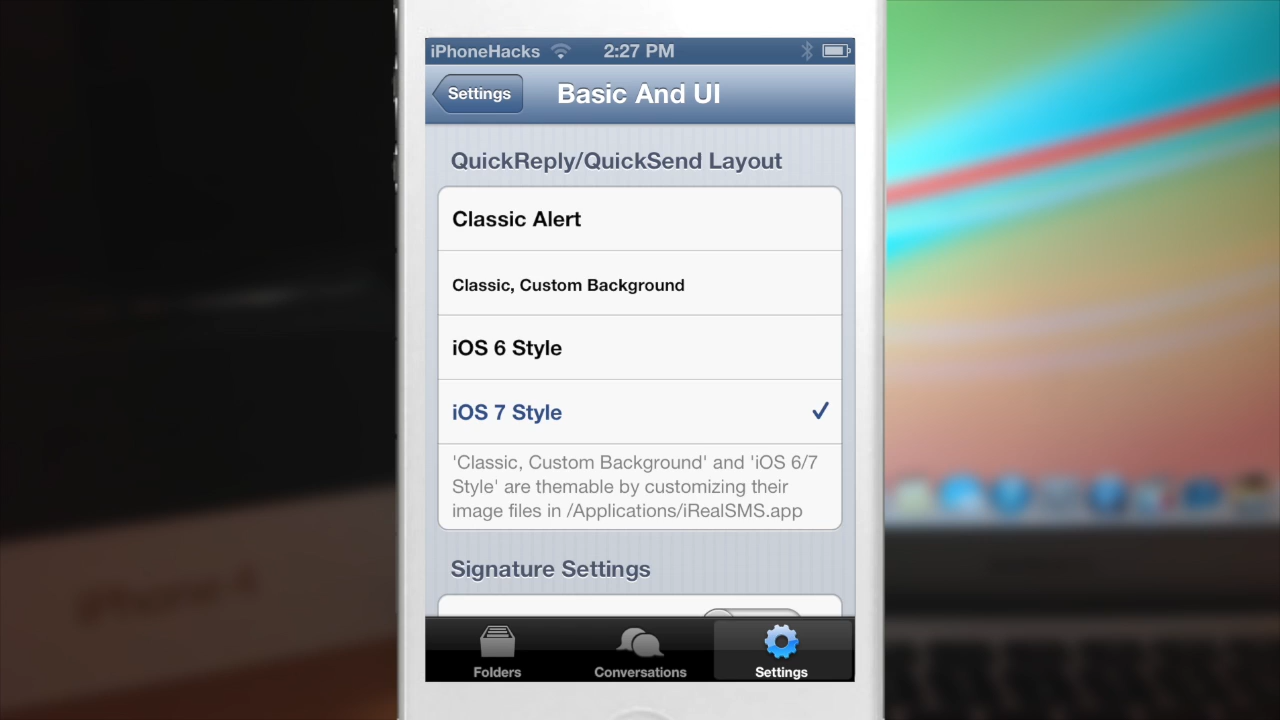 iPhoneHacks 2:27 PM
Settings
Basic And UI
QuickReply/QuickSend Layout
Classic Alert
Classic, Custom Background
iOS 6 Style
iOS 7 Style
'Classic, Custom Background' and 'iOS 6/7
Style' are themable by customizing their
image files in /Applications/iRealSMS.app
Signature Settings
Folders Conversations Settings
iPhone 4